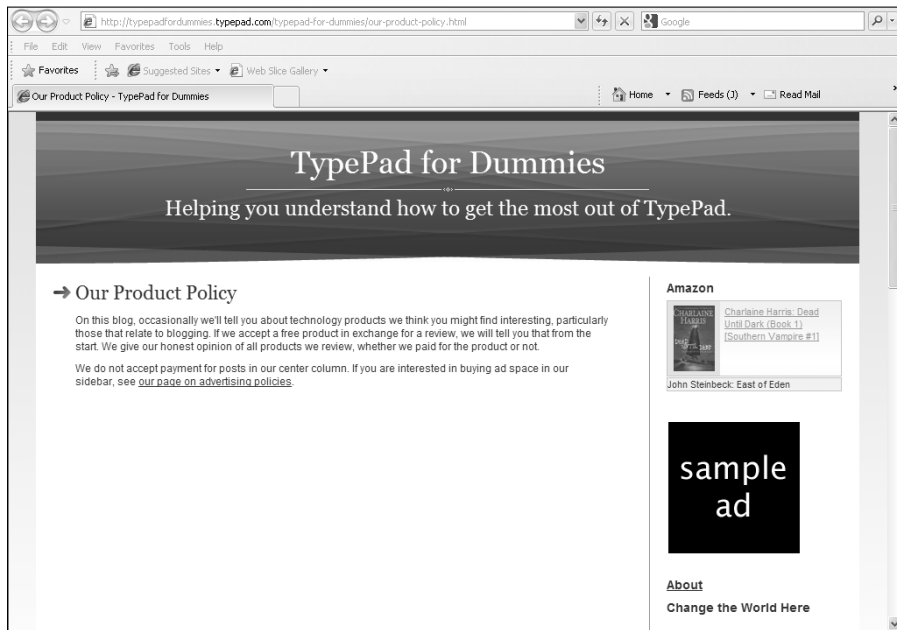 http://typepadfordummies.typepad.com/typepad-for-dummies/our-product-policy.html
Google
File Edit View Favorites Tools Help
Favorites Suggested Sites Web Slice Gallery
Our Product Policy - TypePad for Dummies
Home Feeds (J) Read Mail
TypePad for Dummies
Helping you understand how to get the most out of TypePad.
Our Product Policy
On this blog, occasionally we'll tell you about technology products we think you might find interesting, particularly
those that relate to blogging. If we accept a free product in exchange for a review, we will tell you that from the
start. We give our honest opinion of all products we review, whether we paid for the product or not.
We do not accept payment for posts in our center column. If you are interested in buying ad space in our
sidebar, see our page on advertising policies.
Amazon
CHARLAINE
HARRIS
DEAD
UNTIL DARK
Charlaine Harris: Dead
Until Dark (Book 1)
[Southern Vampire #1]
John Steinbeck: East of Eden
sample
ad
About
Change the World Here